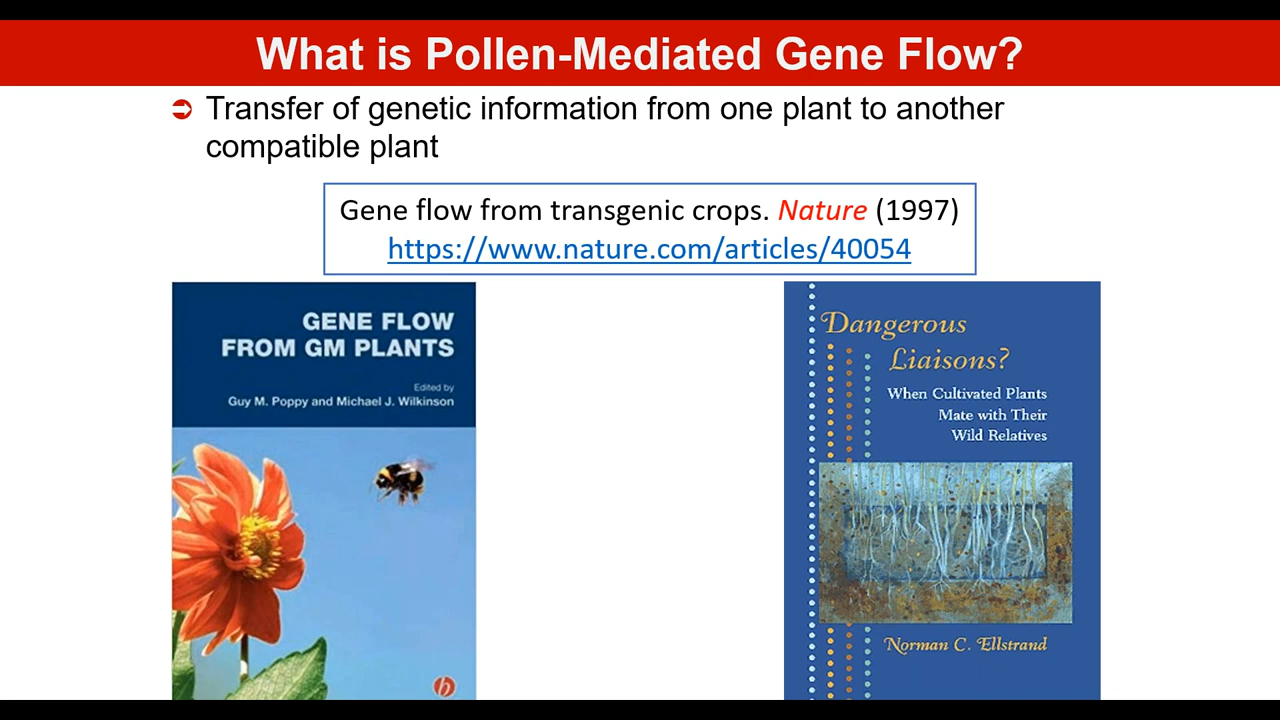 What is Pollen-Mediated Gene Flow?
Transfer of genetic information from one plant to another
compatible plant
Gene flow from transgenic crops. Nature (1997)
https://www.nature.com/articles/40054
GENE FLOW
FROM GM PLANTS
Edited by
Guy M. Poppy and Michael J. Wilkinson
b
Dangerous
Liaisons?
When Cultivated Plants
Mate with Their
Wild Relatives
Norman C. Ellstrand